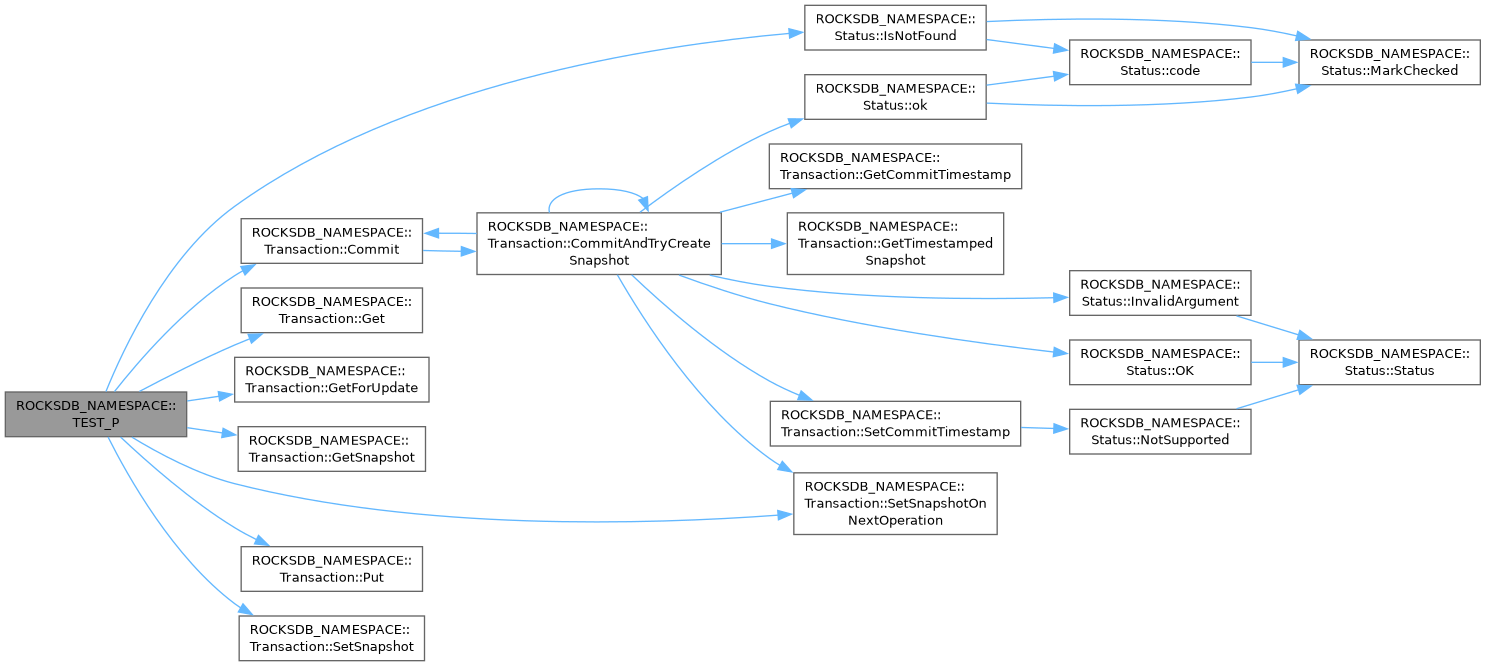 ROCKSDB_NAMESPACE::
TEST_P
ROCKSDB_NAMESPACE::
Status::IsNotFound
ROCKSDB_NAMESPACE::
Status::code
ROCKSDB_NAMESPACE::
Status::MarkChecked
ROCKSDB_NAMESPACE::
Transaction::Commit
ROCKSDB_NAMESPACE::
Transaction::CommitAndTryCreate
Snapshot
ROCKSDB_NAMESPACE::
Status::ok
ROCKSDB_NAMESPACE::
Transaction::GetCommitTimestamp
ROCKSDB_NAMESPACE::
Transaction::GetTimestamped
Snapshot
ROCKSDB_NAMESPACE::
Status::InvalidArgument
ROCKSDB_NAMESPACE::
Status::Status
ROCKSDB_NAMESPACE::
Status::OK
ROCKSDB_NAMESPACE::
Transaction::SetCommitTimestamp
ROCKSDB_NAMESPACE::
Status::NotSupported
ROCKSDB_NAMESPACE::
Transaction::SetSnapshotOn
NextOperation
ROCKSDB_NAMESPACE::
Transaction::Get
ROCKSDB_NAMESPACE::
Transaction::GetForUpdate
ROCKSDB_NAMESPACE::
Transaction::GetSnapshot
ROCKSDB_NAMESPACE::
Transaction::Put
ROCKSDB_NAMESPACE::
Transaction::SetSnapshot